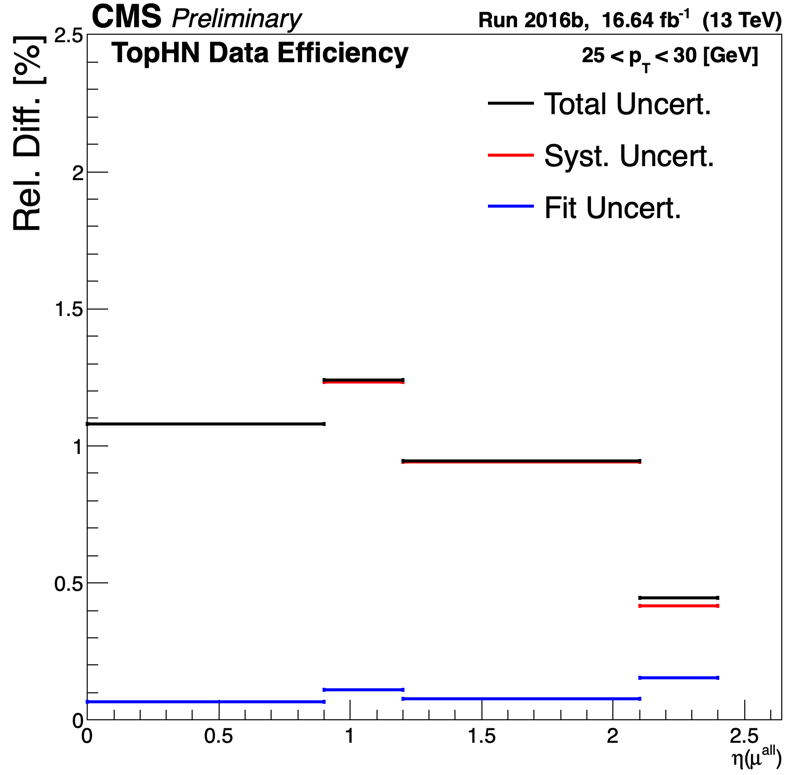 CMS Preliminary
Run 2016b, 16.64 fb⁻¹ (13 TeV)
TopHN Data Efficiency
25 < p_T < 30 [GeV]
Total Uncert.
Syst. Uncert.
Fit Uncert.
Rel. Diff. [%]
2.5
2
1.5
1
0.5
0
0 0.5 1 1.5 2 2.5
η(μ^all)